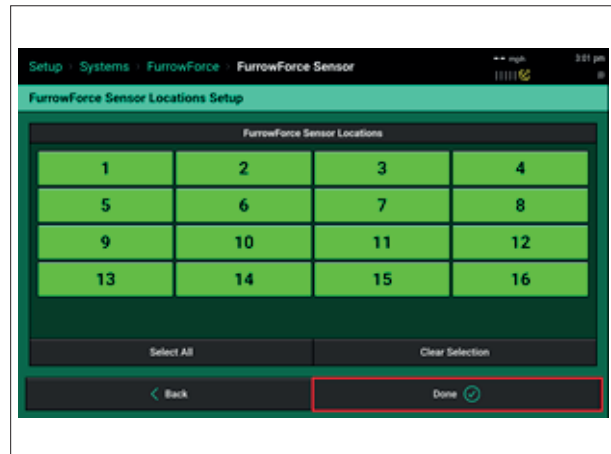 Setup Systems FurrowForce FurrowForce Sensor -- mph 3:01 pm
FurrowForce Sensor Locations Setup
FurrowForce Sensor Locations
1 2 3 4
5 6 7 8
9 10 11 12
13 14 15 16
Select All Clear Selection
< Back Done